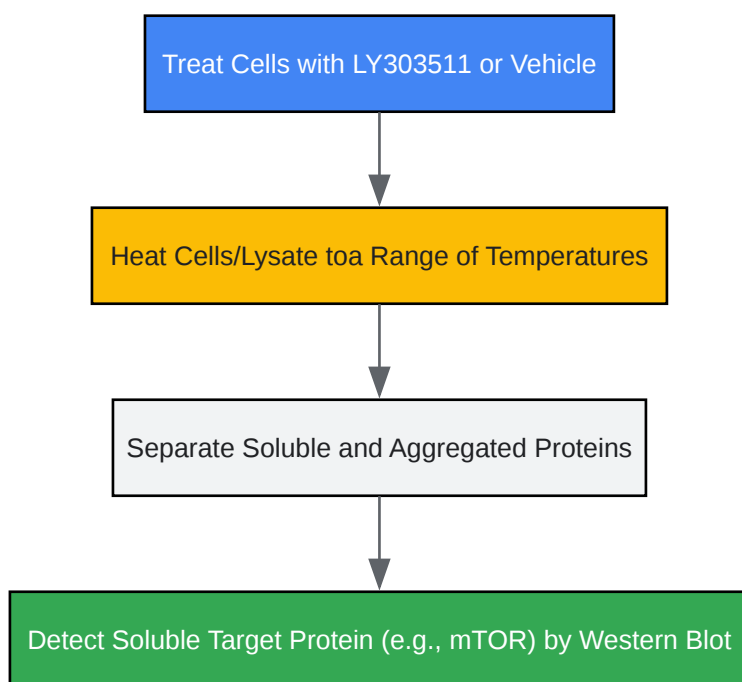 Treat Cells with LY303511 or Vehicle
Heat Cells/Lysate toa Range of Temperatures
Separate Soluble and Aggregated Proteins
Detect Soluble Target Protein (e.g., mTOR) by Western Blot